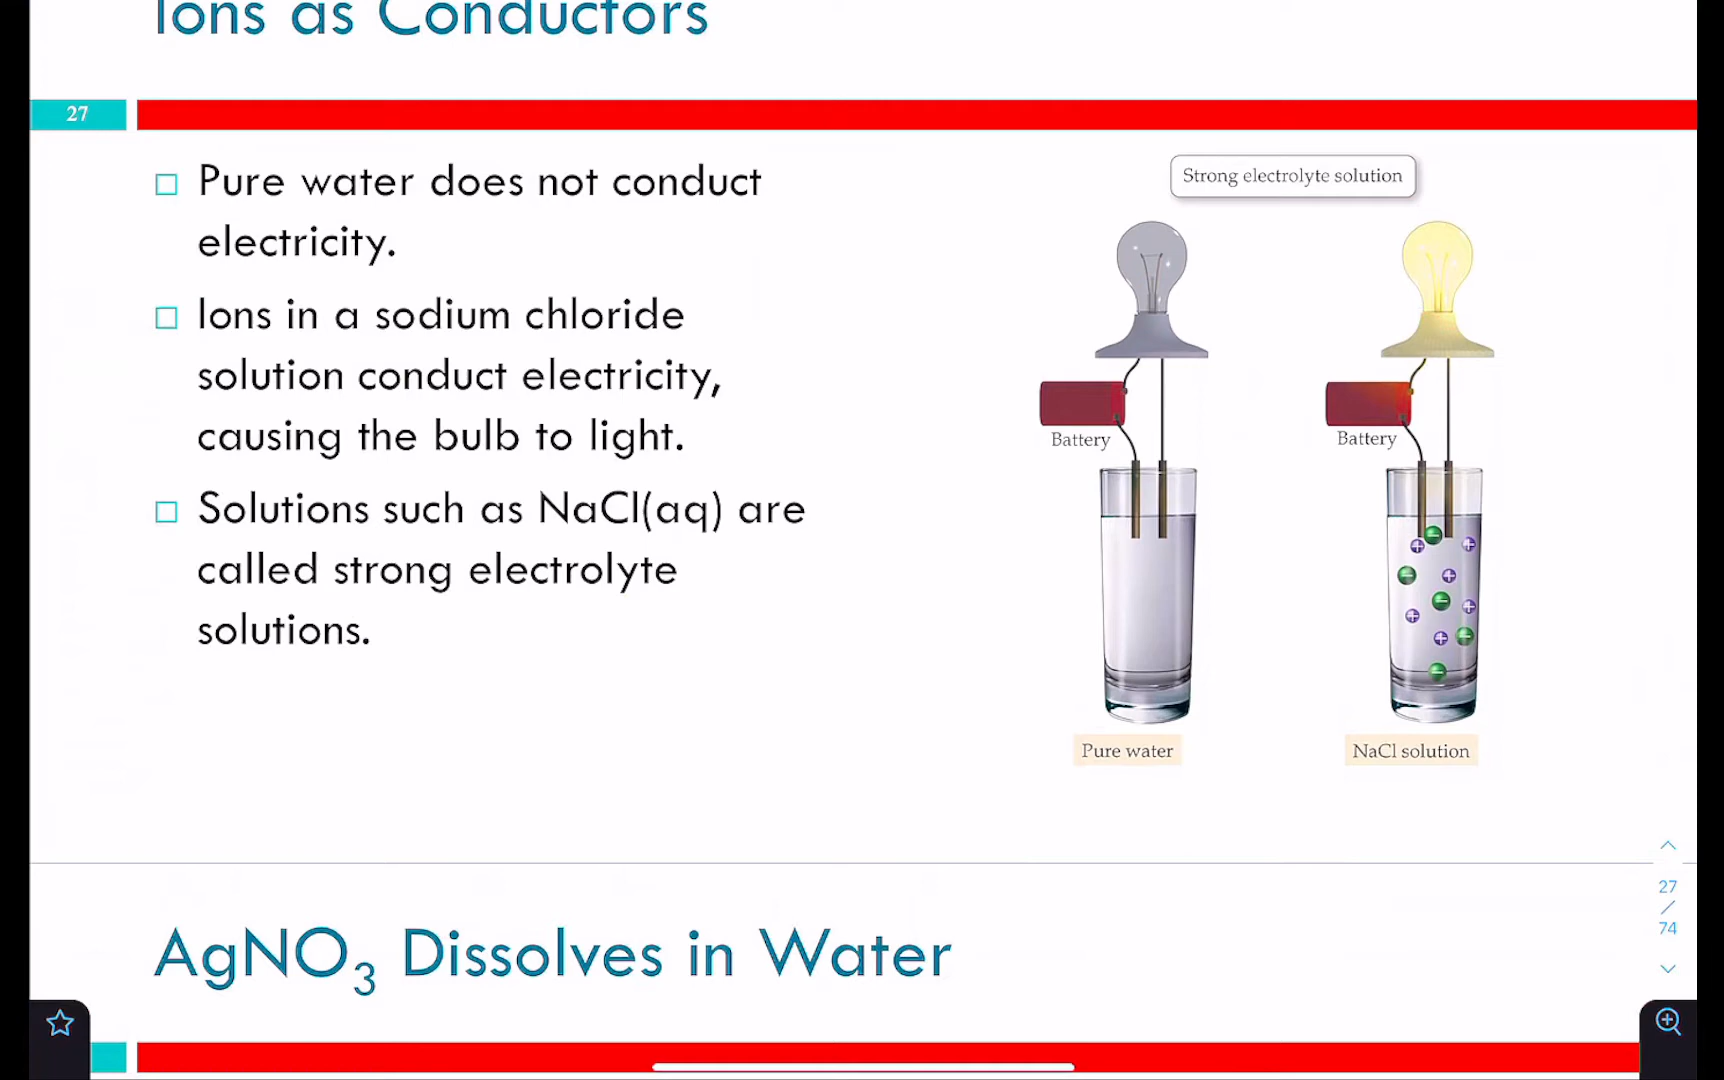 Ions as Conductors
27
Pure water does not conduct
electricity.
Ions in a sodium chloride
solution conduct electricity,
causing the bulb to light.
Solutions such as NaCl(aq) are
called strong electrolyte
solutions.
Strong electrolyte solution
Battery
Battery
Pure water
NaCl solution
27
/
74
AgNO₃ Dissolves in Water